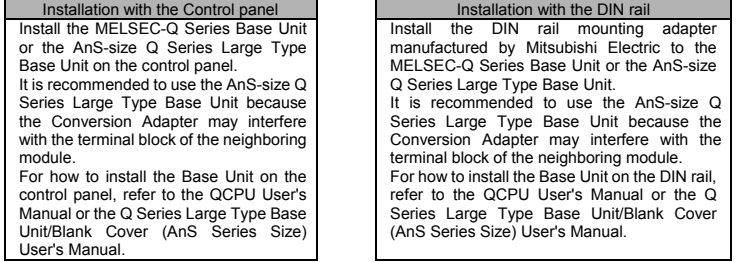 Installation with the Control panel
Install the MELSEC-Q Series Base Unit
or the AnS-size Q Series Large Type
Base Unit on the control panel.
It is recommended to use the AnS-size Q
Series Large Type Base Unit because
the Conversion Adapter may interfere
with the terminal block of the neighboring
module.
For how to install the Base Unit on the
control panel, refer to the QCPU User's
Manual or the Q Series Large Type Base
Unit/Blank Cover (AnS Series Size)
User's Manual.
Installation with the DIN rail
Install the DIN rail mounting adapter
manufactured by Mitsubishi Electric to the
MELSEC-Q Series Base Unit or the AnS-size
Q Series Large Type Base Unit.
It is recommended to use the AnS-size Q
Series Large Type Base Unit because the
Conversion Adapter may interfere with the
terminal block of the neighboring module.
For how to install the Base Unit on the DIN rail,
refer to the QCPU User's Manual or the Q
Series Large Type Base Unit/Blank Cover
(AnS Series Size) User's Manual.